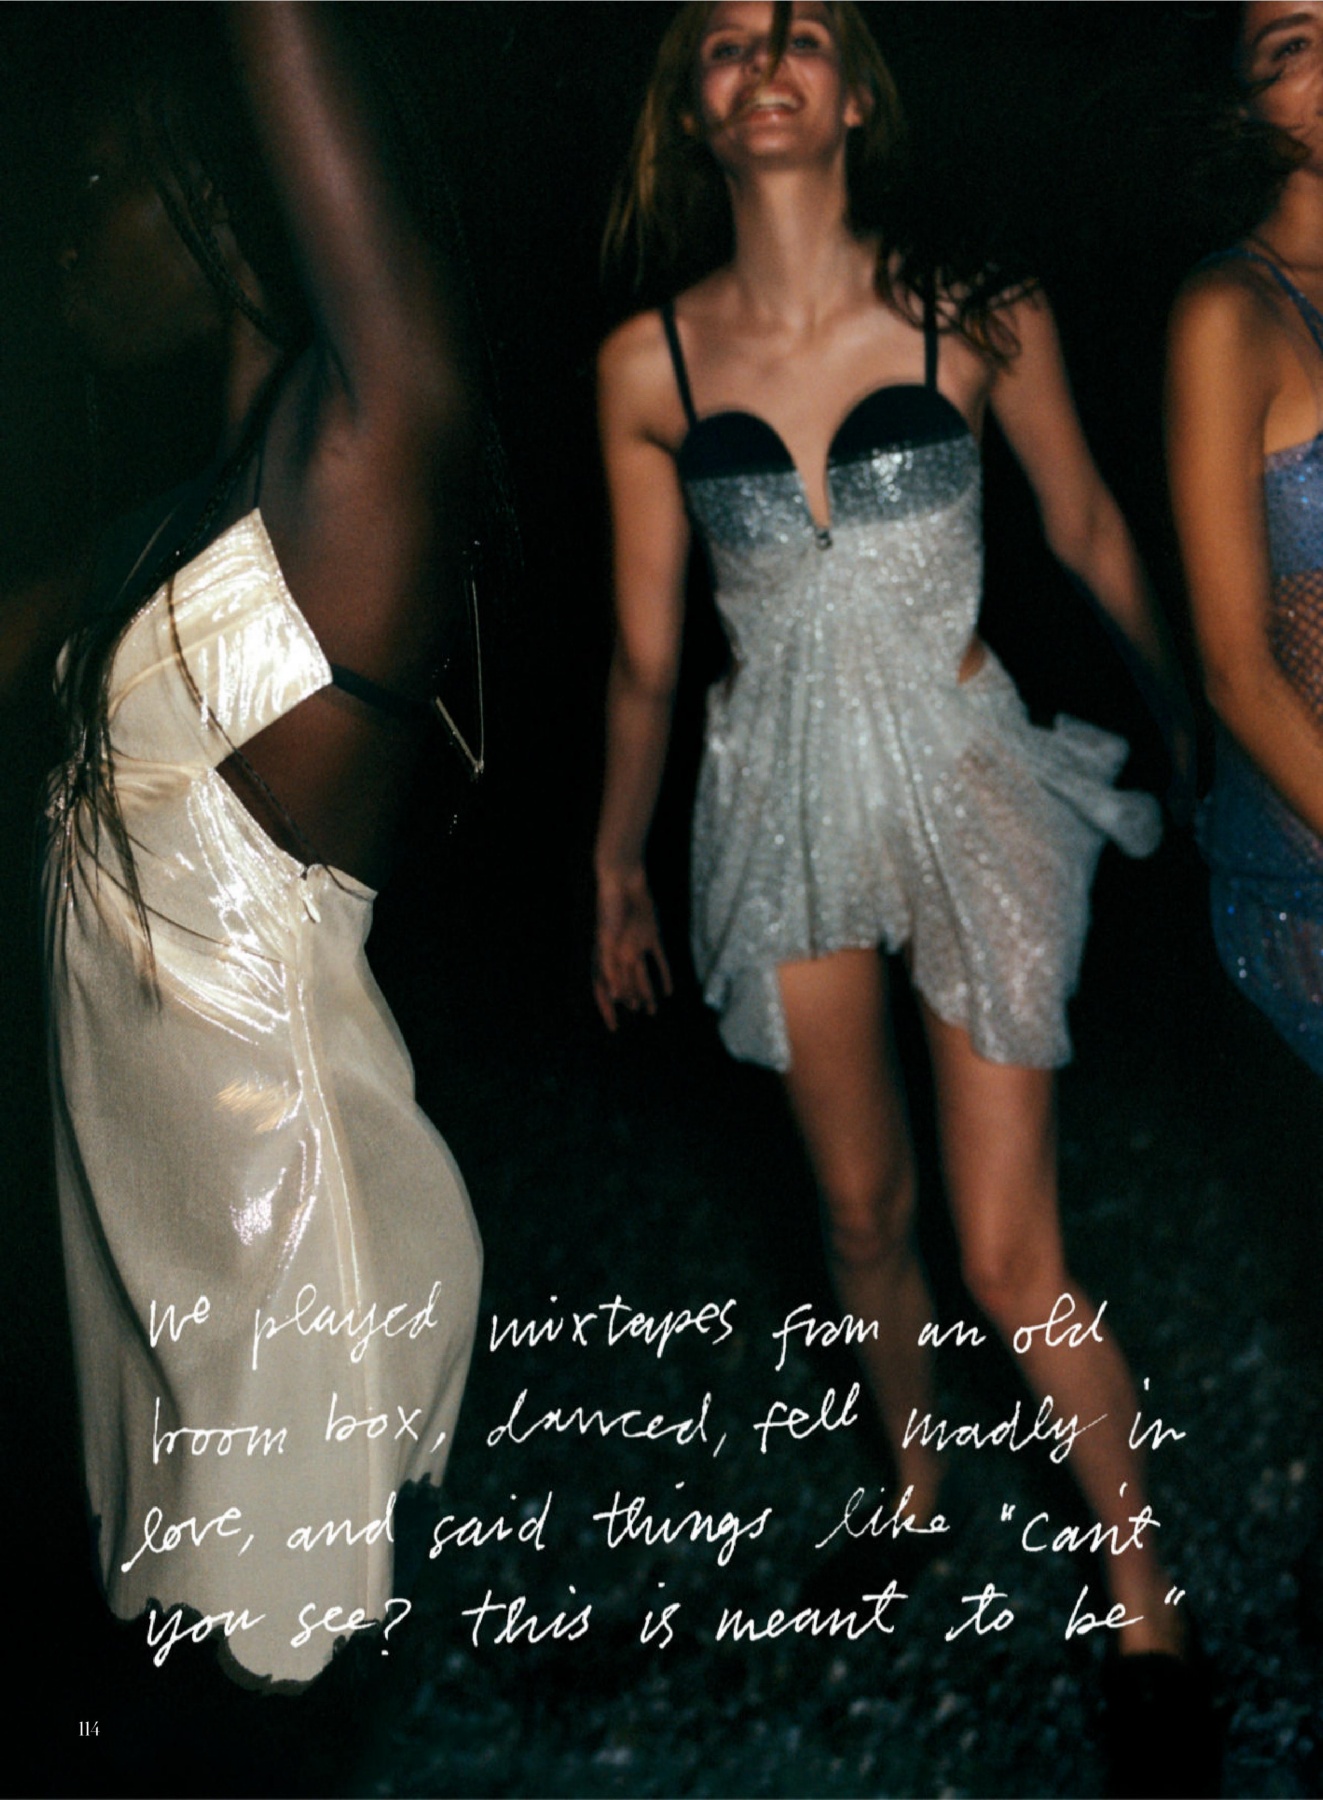 We played mixtapes from an old
boom box, danced, fell madly in
love, and said things like "can't
you see? this is meant to be"
114